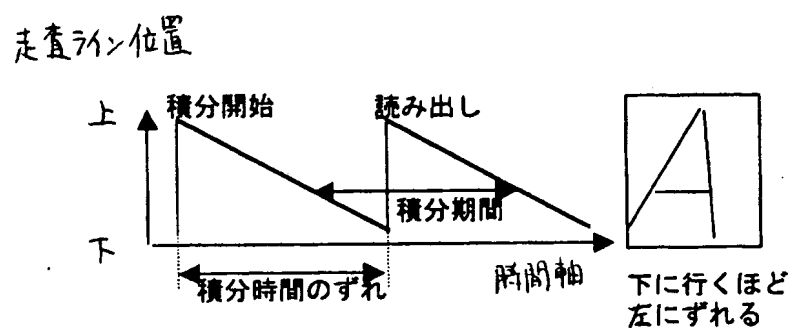 走査ライン位置
上
積分開始
読み出し
積分期間
下
時間軸
積分時間のずれ
A
下に行くほど
左にずれる